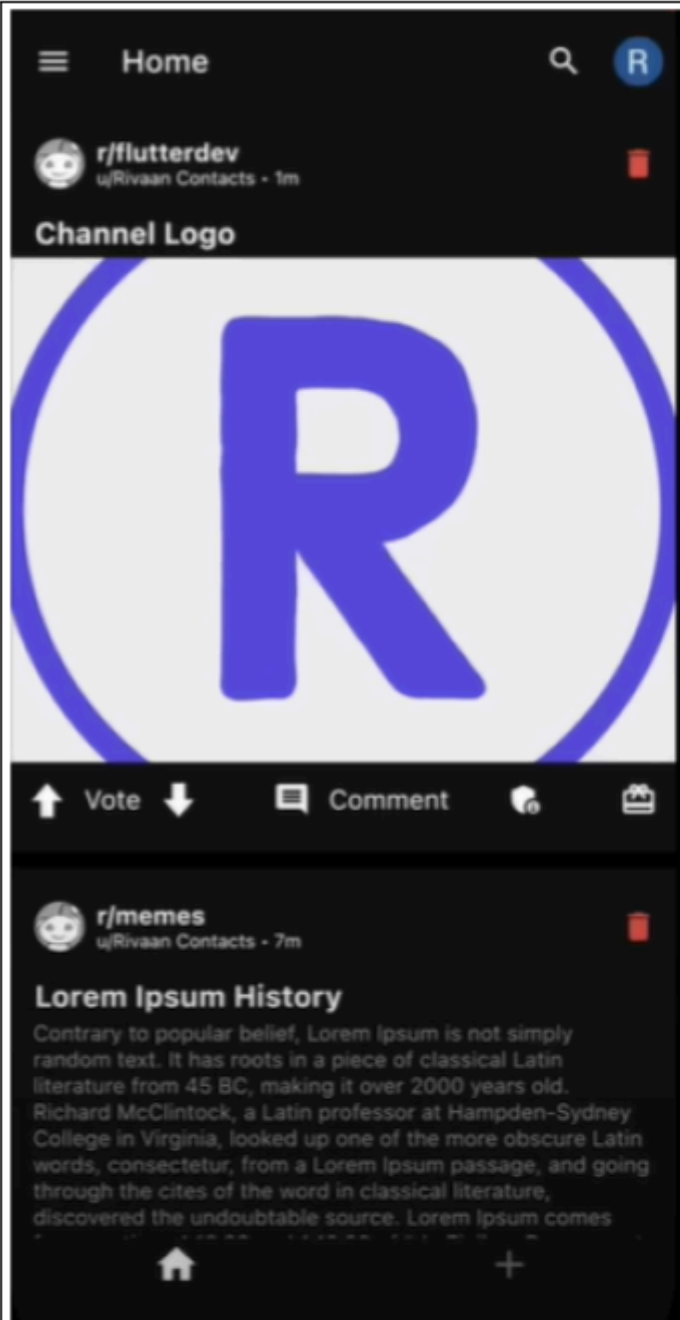 Home
R
r/flutterdev
u/Rivaan Contacts - 1m
Channel Logo
R
Vote
Comment
r/memes
u/Rivaan Contacts - 7m
Lorem Ipsum History
Contrary to popular belief, Lorem Ipsum is not simply
random text. It has roots in a piece of classical Latin
literature from 45 BC, making it over 2000 years old.
Richard McClintock, a Latin professor at Hampden-Sydney
College in Virginia, looked up one of the more obscure Latin
words, consectetur, from a Lorem Ipsum passage, and going
through the cites of the word in classical literature,
discovered the undoubtable source. Lorem Ipsum comes